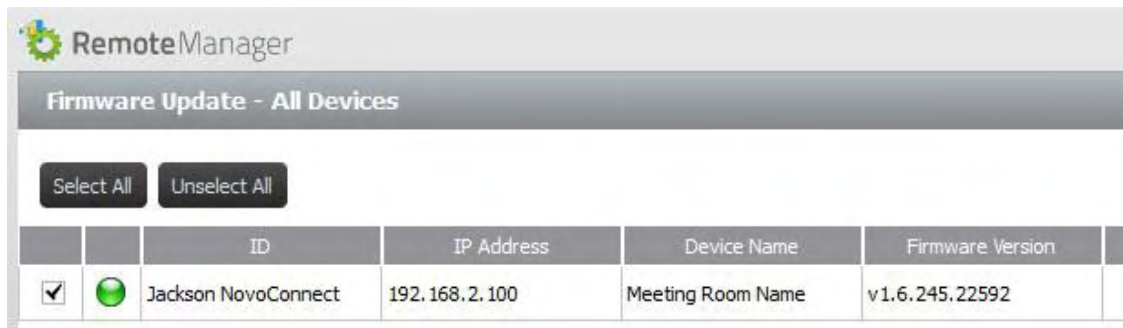 RemoteManager
Firmware Update - All Devices
Select All Unselect All
ID IP Address Device Name Firmware Version
Jackson NovoConnect 192.168.2.100 Meeting Room Name v1.6.245.22592